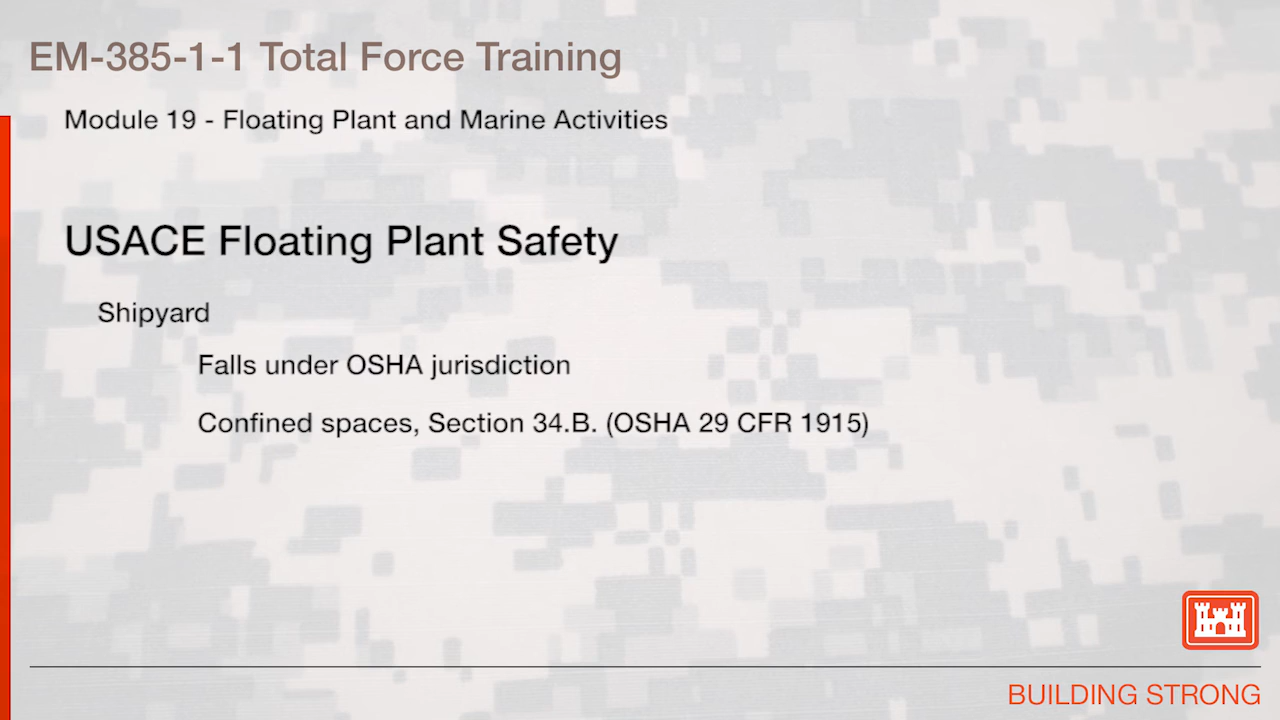 EM-385-1-1 Total Force Training
Module 19 - Floating Plant and Marine Activities
USACE Floating Plant Safety
Shipyard
Falls under OSHA jurisdiction
Confined spaces, Section 34.B. (OSHA 29 CFR 1915)
BUILDING STRONG